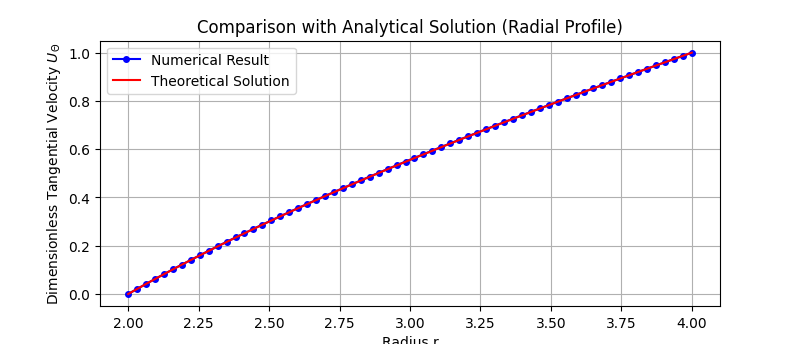 Comparison with Analytical Solution (Radial Profile)
Dimensionless Tangential Velocity U_Θ
1.0
0.8
0.6
0.4
0.2
0.0
Numerical Result
Theoretical Solution
2.00 2.25 2.50 2.75 3.00 3.25 3.50 3.75 4.00
Radius r